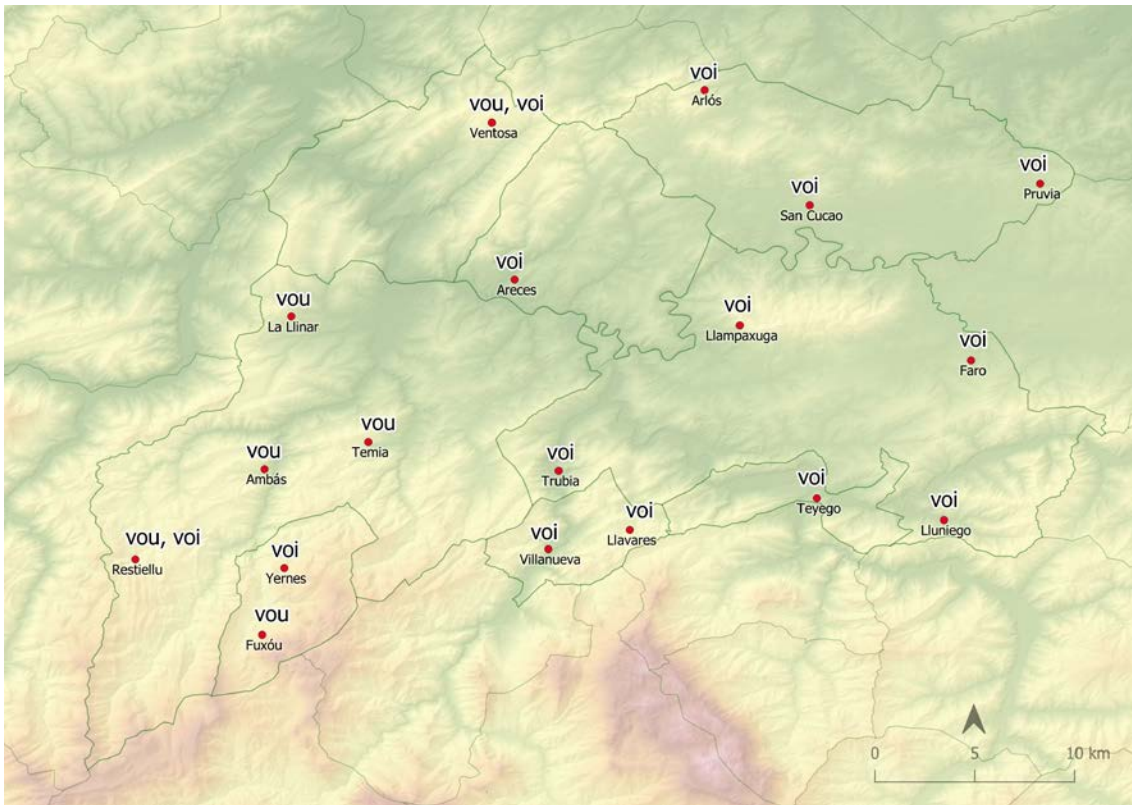 voi
Arlós
vou, voi
Ventosa
voi
Pruvia
voi
San Cucao
voi
Areces
vou
La Llinar
voi
Llampaxuga
voi
Faro
vou
Temia
vou
Ambás
voi
Trubia
voi
Teyego
voi
Lluniego
voi
Llavares
voi
Villanueva
vou, voi
Restiellu
voi
Yernes
vou
Fuxóu
0 5 10 km